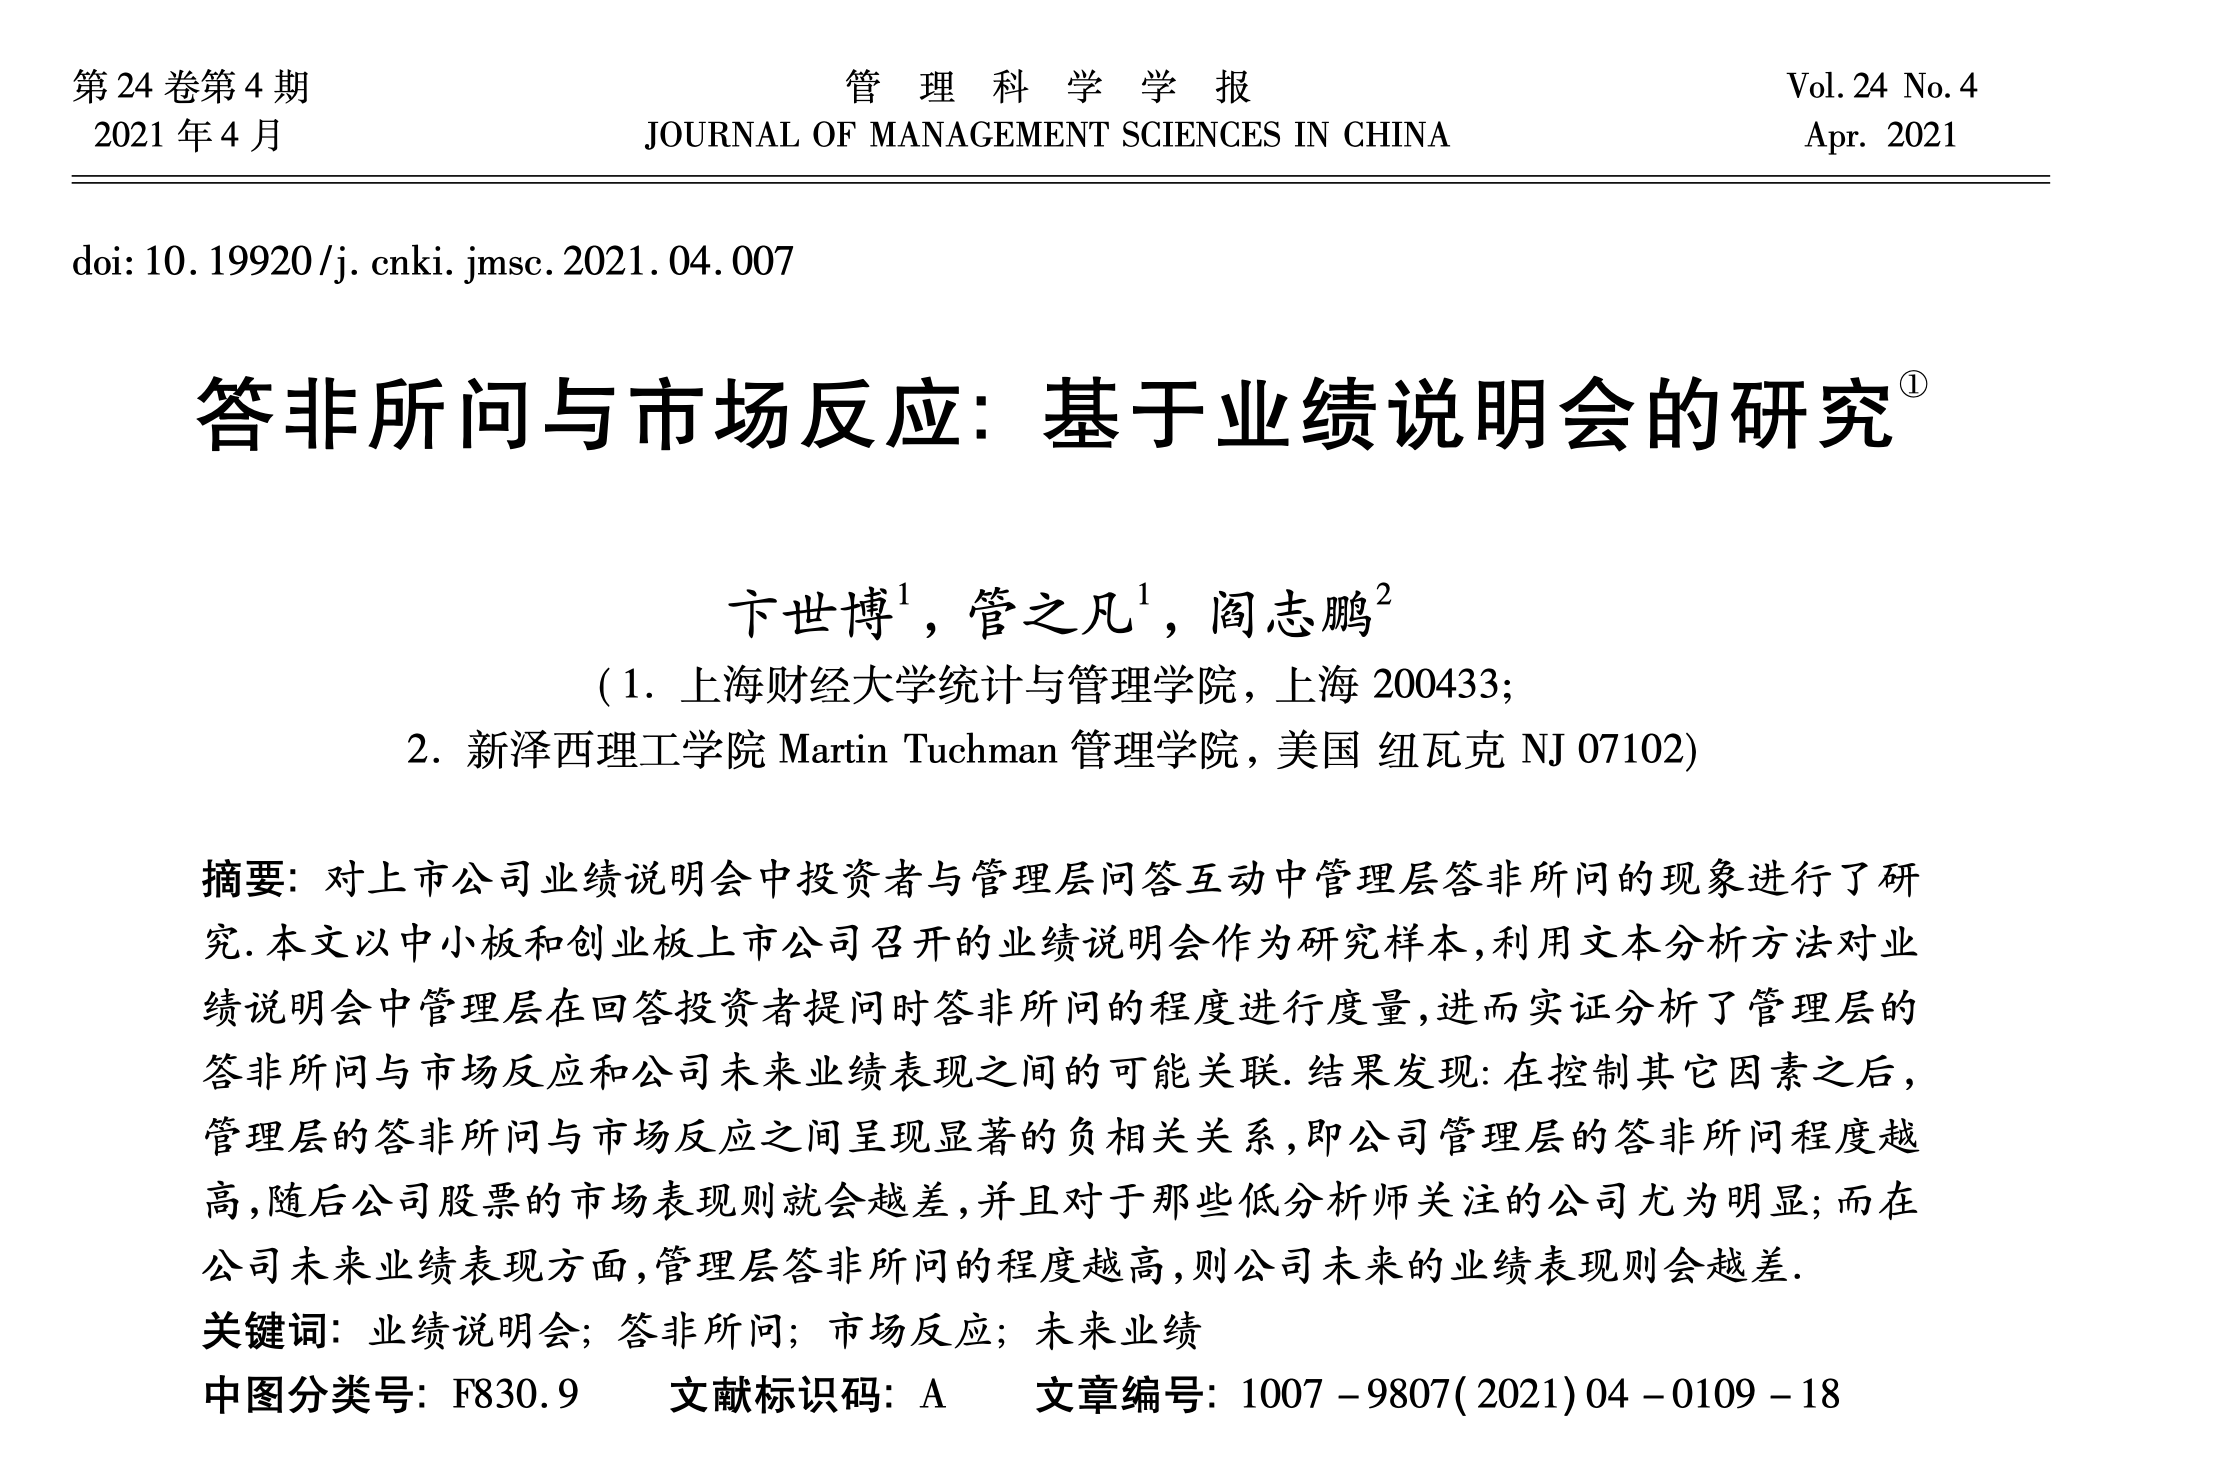 第 24 卷第 4 期
2021 年 4 月
管 理 科 学 学 报
JOURNAL OF MANAGEMENT SCIENCES IN CHINA
Vol. 24 No. 4
Apr. 2021
doi: 10. 19920 /j. cnki. jmsc. 2021. 04. 007
答非所问与市场反应: 基于业绩说明会的研究①
卞世博1, 管之凡1, 阎志鹏2
( 1. 上海财经大学统计与管理学院, 上海 200433;
2. 新泽西理工学院 Martin Tuchman 管理学院, 美国 纽瓦克 NJ 07102)
摘要: 对上市公司业绩说明会中投资者与管理层问答互动中管理层答非所问的现象进行了研
究. 本文以中小板和创业板上市公司召开的业绩说明会作为研究样本,利用文本分析方法对业
绩说明会中管理层在回答投资者提问时答非所问的程度进行度量,进而实证分析了管理层的
答非所问与市场反应和公司未来业绩表现之间的可能关联. 结果发现: 在控制其它因素之后,
管理层的答非所问与市场反应之间呈现显著的负相关关系,即公司管理层的答非所问程度越
高,随后公司股票的市场表现则就会越差,并且对于那些低分析师关注的公司尤为明显; 而在
公司未来业绩表现方面,管理层答非所问的程度越高,则公司未来的业绩表现则会越差.
关键词: 业绩说明会; 答非所问; 市场反应; 未来业绩
中图分类号: F830. 9 文献标识码: A 文章编号: 1007 - 9807( 2021) 04 - 0109 - 18